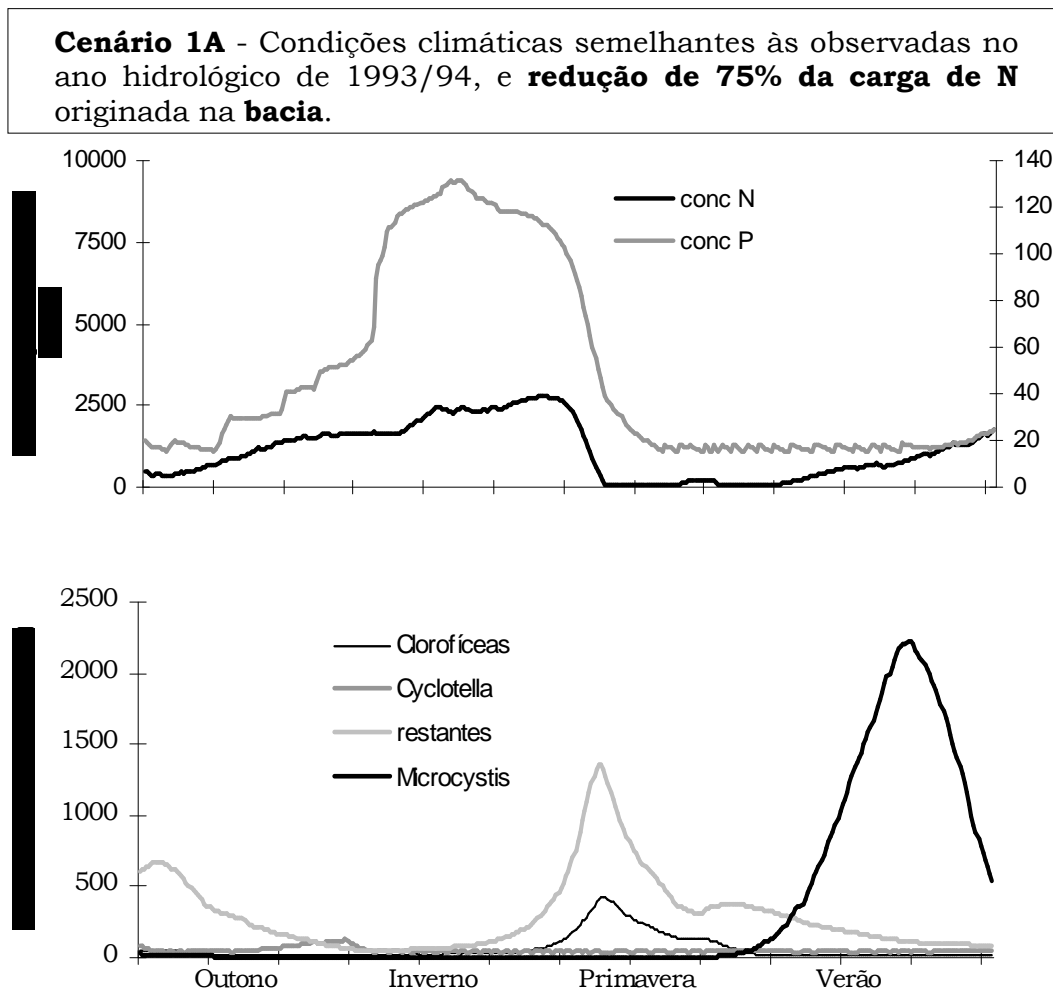 Cenário 1A - Condições climáticas semelhantes às observadas no
ano hidrológico de 1993/94, e redução de 75% da carga de N
originada na bacia.
10000
7500
5000
2500
0
140
120
100
80
60
40
20
0
conc N
conc P
2500
2000
1500
1000
500
0
Clorofíceas
Cyclotella
restantes
Microcystis
Outono Inverno Primavera Verão